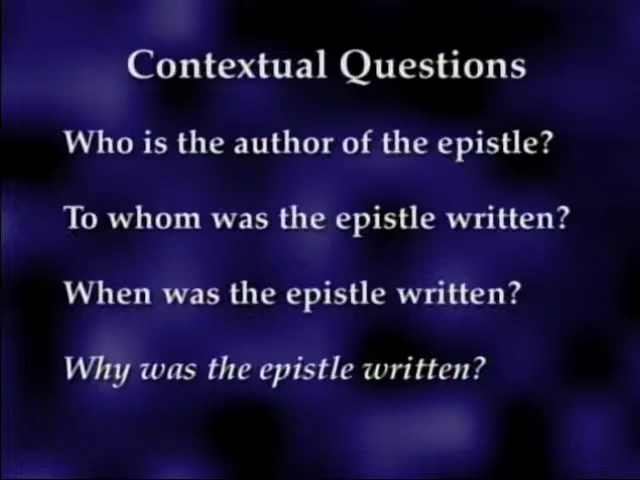 Contextual Questions
Who is the author of the epistle?
To whom was the epistle written?
When was the epistle written?
Why was the epistle written?